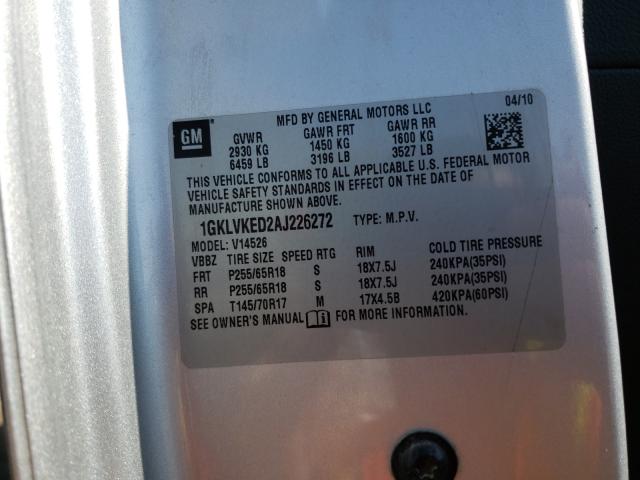 GM
MFD BY GENERAL MOTORS LLC 04/10
GVWR GAWR FRT GAWR RR
2930 KG 1450 KG 1600 KG
6459 LB 3196 LB 3527 LB
THIS VEHICLE CONFORMS TO ALL APPLICABLE U.S. FEDERAL MOTOR
VEHICLE SAFETY STANDARDS IN EFFECT ON THE DATE OF
MANUFACTURE SHOWN ABOVE.
1GKLVKED2AJ226272 TYPE: M.P.V.
MODEL: V14526
VBBZ TIRE SIZE SPEED RTG RIM COLD TIRE PRESSURE
FRT P255/65R18 S 18X7.5J 240KPA(35PSI)
RR P255/65R18 S 18X7.5J 240KPA(35PSI)
SPA T145/70R17 M 17X4.5B 420KPA(60PSI)
SEE OWNER'S MANUAL FOR MORE INFORMATION.